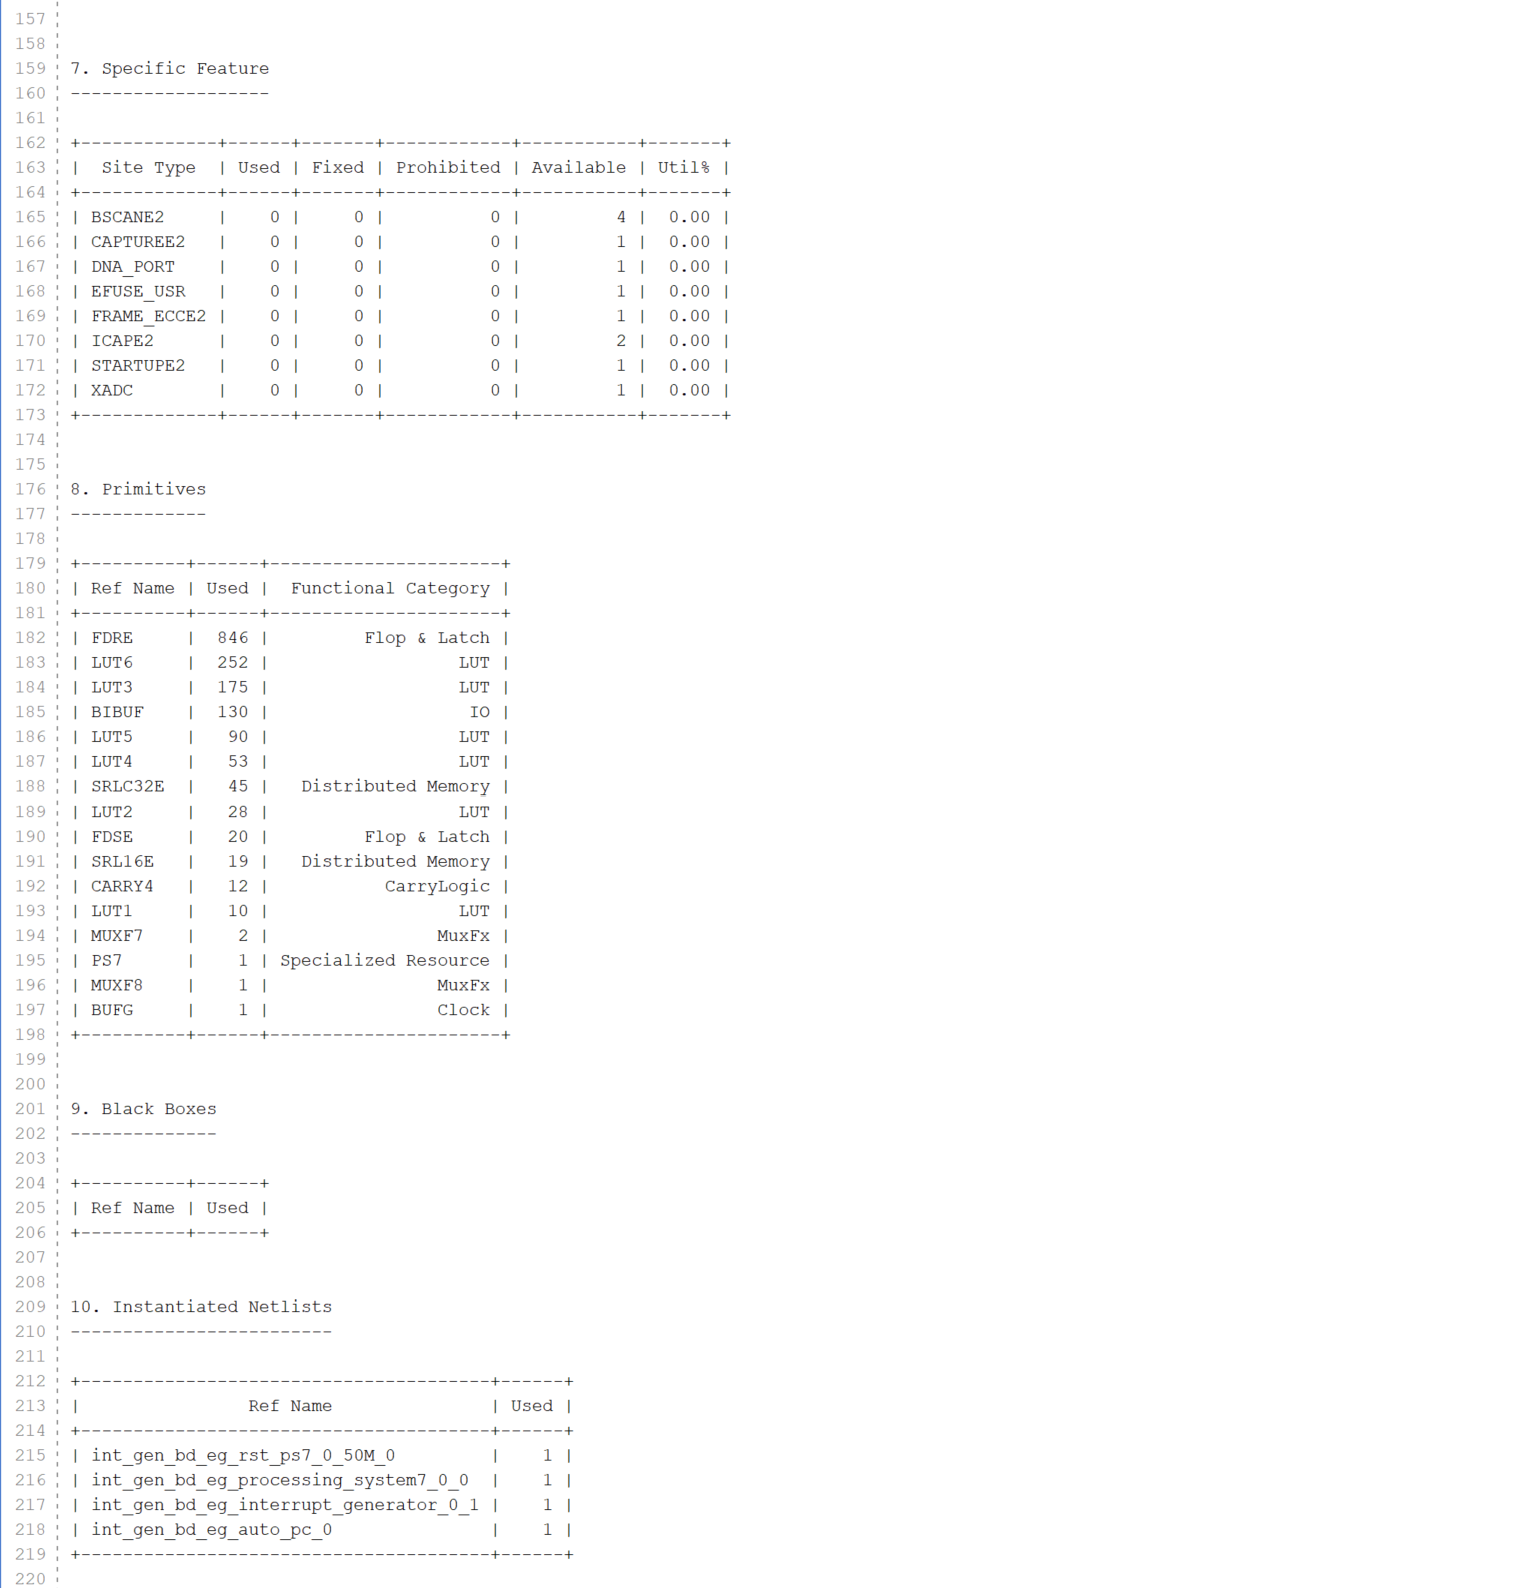 157
158
159 7. Specific Feature
160 -------------------
161
162 +-------------+------+-------+------------+-----------+-------+
163 |  Site Type  | Used | Fixed | Prohibited | Available | Util% |
164 +-------------+------+-------+------------+-----------+-------+
165 | BSCANE2     |    0 |     0 |          0 |         4 |  0.00 |
166 | CAPTUREE2   |    0 |     0 |          0 |         1 |  0.00 |
167 | DNA_PORT    |    0 |     0 |          0 |         1 |  0.00 |
168 | EFUSE_USR   |    0 |     0 |          0 |         1 |  0.00 |
169 | FRAME_ECCE2 |    0 |     0 |          0 |         1 |  0.00 |
170 | ICAPE2      |    0 |     0 |          0 |         2 |  0.00 |
171 | STARTUPE2   |    0 |     0 |          0 |         1 |  0.00 |
172 | XADC        |    0 |     0 |          0 |         1 |  0.00 |
173 +-------------+------+-------+------------+-----------+-------+
174
175
176 8. Primitives
177 -------------
178
179 +----------+------+----------------------+
180 | Ref Name | Used |  Functional Category |
181 +----------+------+----------------------+
182 | FDRE     |  846 |         Flop & Latch |
183 | LUT6     |  252 |                  LUT |
184 | LUT3     |  175 |                  LUT |
185 | BIBUF    |  130 |                   IO |
186 | LUT5     |   90 |                  LUT |
187 | LUT4     |   53 |                  LUT |
188 | SRLC32E  |   45 |   Distributed Memory |
189 | LUT2     |   28 |                  LUT |
190 | FDSE     |   20 |         Flop & Latch |
191 | SRL16E   |   19 |   Distributed Memory |
192 | CARRY4   |   12 |           CarryLogic |
193 | LUT1     |   10 |                  LUT |
194 | MUXF7    |    2 |                MuxFx |
195 | PS7      |    1 | Specialized Resource |
196 | MUXF8    |    1 |                MuxFx |
197 | BUFG     |    1 |                Clock |
198 +----------+------+----------------------+
199
200
201 9. Black Boxes
202 --------------
203
204 +----------+------+
205 | Ref Name | Used |
206 +----------+------+
207
208
209 10. Instantiated Netlists
210 -------------------------
211
212 +---------------------------------------+------+
213 |                Ref Name               | Used |
214 +---------------------------------------+------+
215 | int_gen_bd_eg_rst_ps7_0_50M_0         |    1 |
216 | int_gen_bd_eg_processing_system7_0_0  |    1 |
217 | int_gen_bd_eg_interrupt_generator_0_1 |    1 |
218 | int_gen_bd_eg_auto_pc_0               |    1 |
219 +---------------------------------------+------+
220